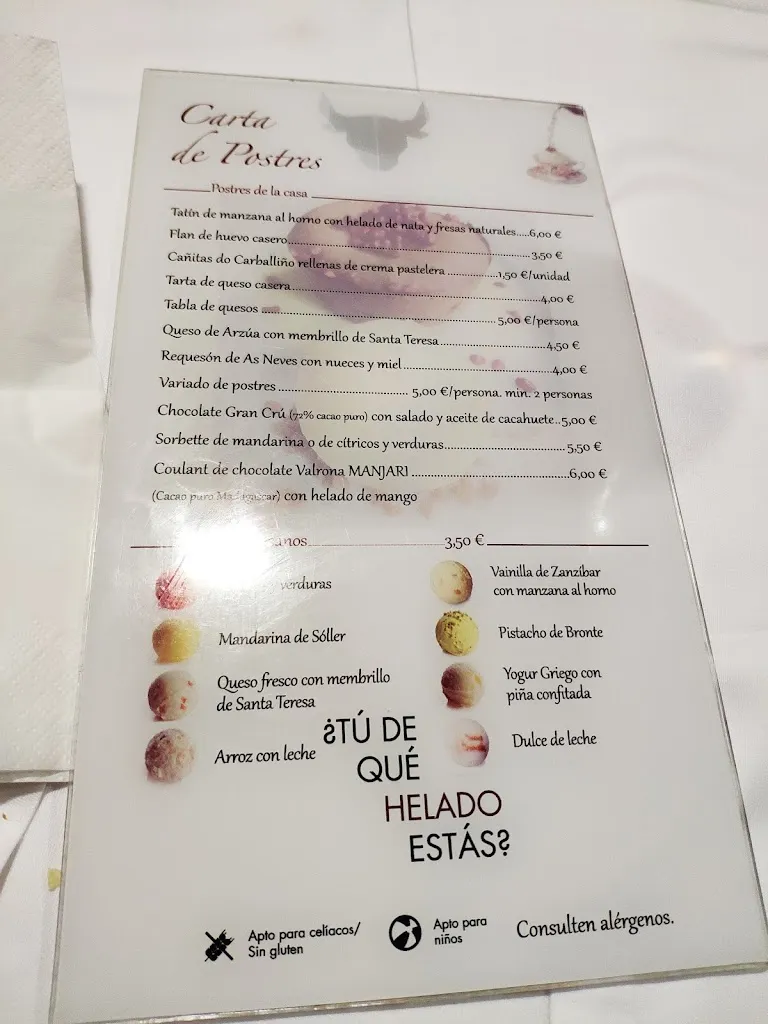 Carta
de Postres
Postres de la casa
Tatín de manzana al horno con helado de nata y fresas naturales.....6,00 €
Flan de huevo casero.....3,50 €
Cañitas do Carballiño rellenas de crema pastelera.....1,50 €/unidad
Tarta de queso casera.....4,00 €
Tabla de quesos.....5,00 €/persona
Queso de Arzúa con membrillo de Santa Teresa.....4,50 €
Requesón de As Neves con nueces y miel.....4,00 €
Variado de postres.....5,00 €/persona. min. 2 personas
Chocolate Gran Crú (72% cacao puro) con salado y aceite de cacahuete..5,00 €
Sorbette de mandarina o de cítricos y verduras.....5,50 €
Coulant de chocolate Valrona MANJARI.....6,00 €
(Cacao puro Madagascar) con helado de mango
3,50 €
verduras
Mandarina de Sóller
Queso fresco con membrillo
de Santa Teresa
Arroz con leche
Vainilla de Zanzíbar
con manzana al horno
Pistacho de Bronte
Yogur Griego con
piña confitada
Dulce de leche
¿TÚ DE
QUÉ
HELADO
ESTÁS?
Apto para celiacos/
Sin gluten
Apto para
niños
Consulten alérgenos.